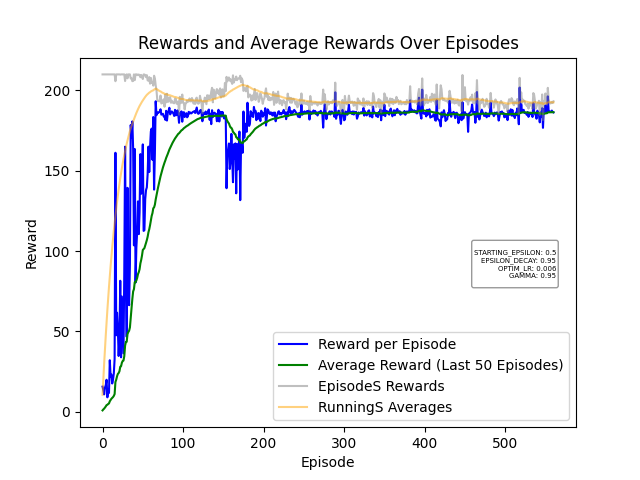 Rewards and Average Rewards Over Episodes
Reward
200
150
100
50
0
STARTING_EPSILON: 0.5
EPSILON_DECAY: 0.95
OPTIM_LR: 0.006
GAMMA: 0.95
Reward per Episode
Average Reward (Last 50 Episodes)
EpisodeS Rewards
RunningS Averages
0 100 200 300 400 500
Episode